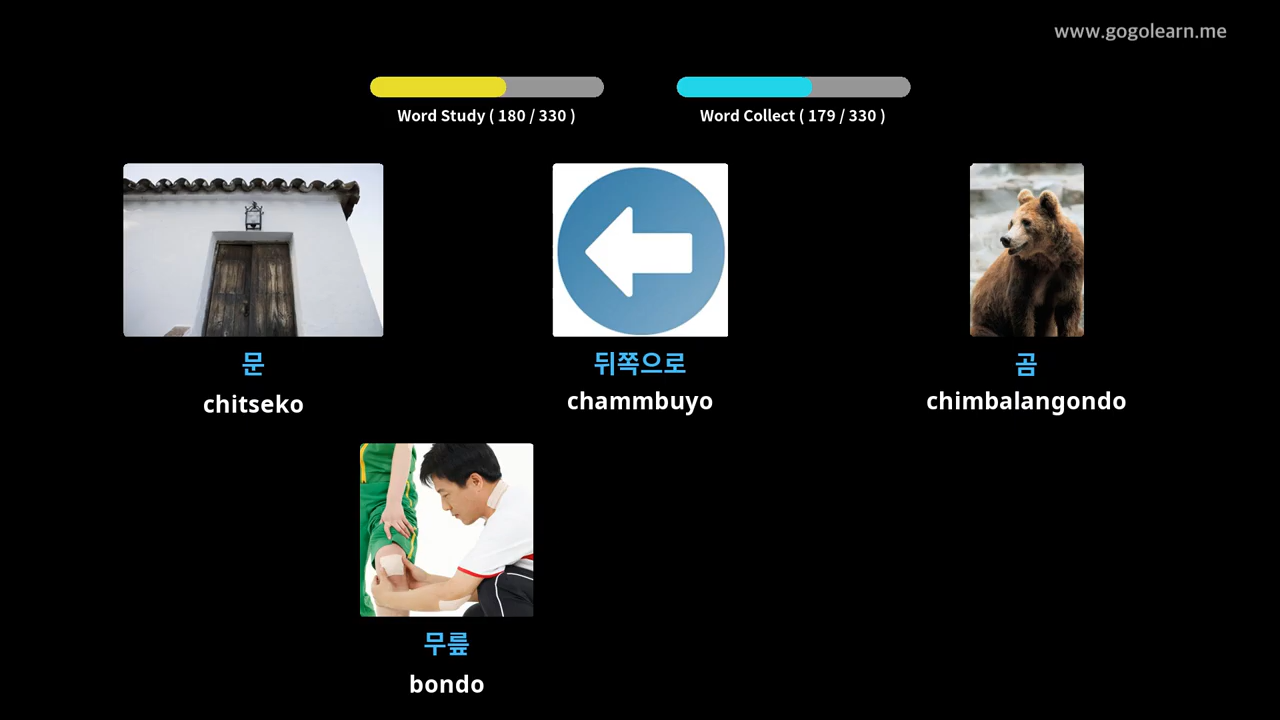 www.gogolearn.me
Word Study ( 180 / 330 )
Word Collect ( 179 / 330 )
문
chitseko
뒤쪽으로
chammbuyo
곰
chimbalangondo
무릎
bondo